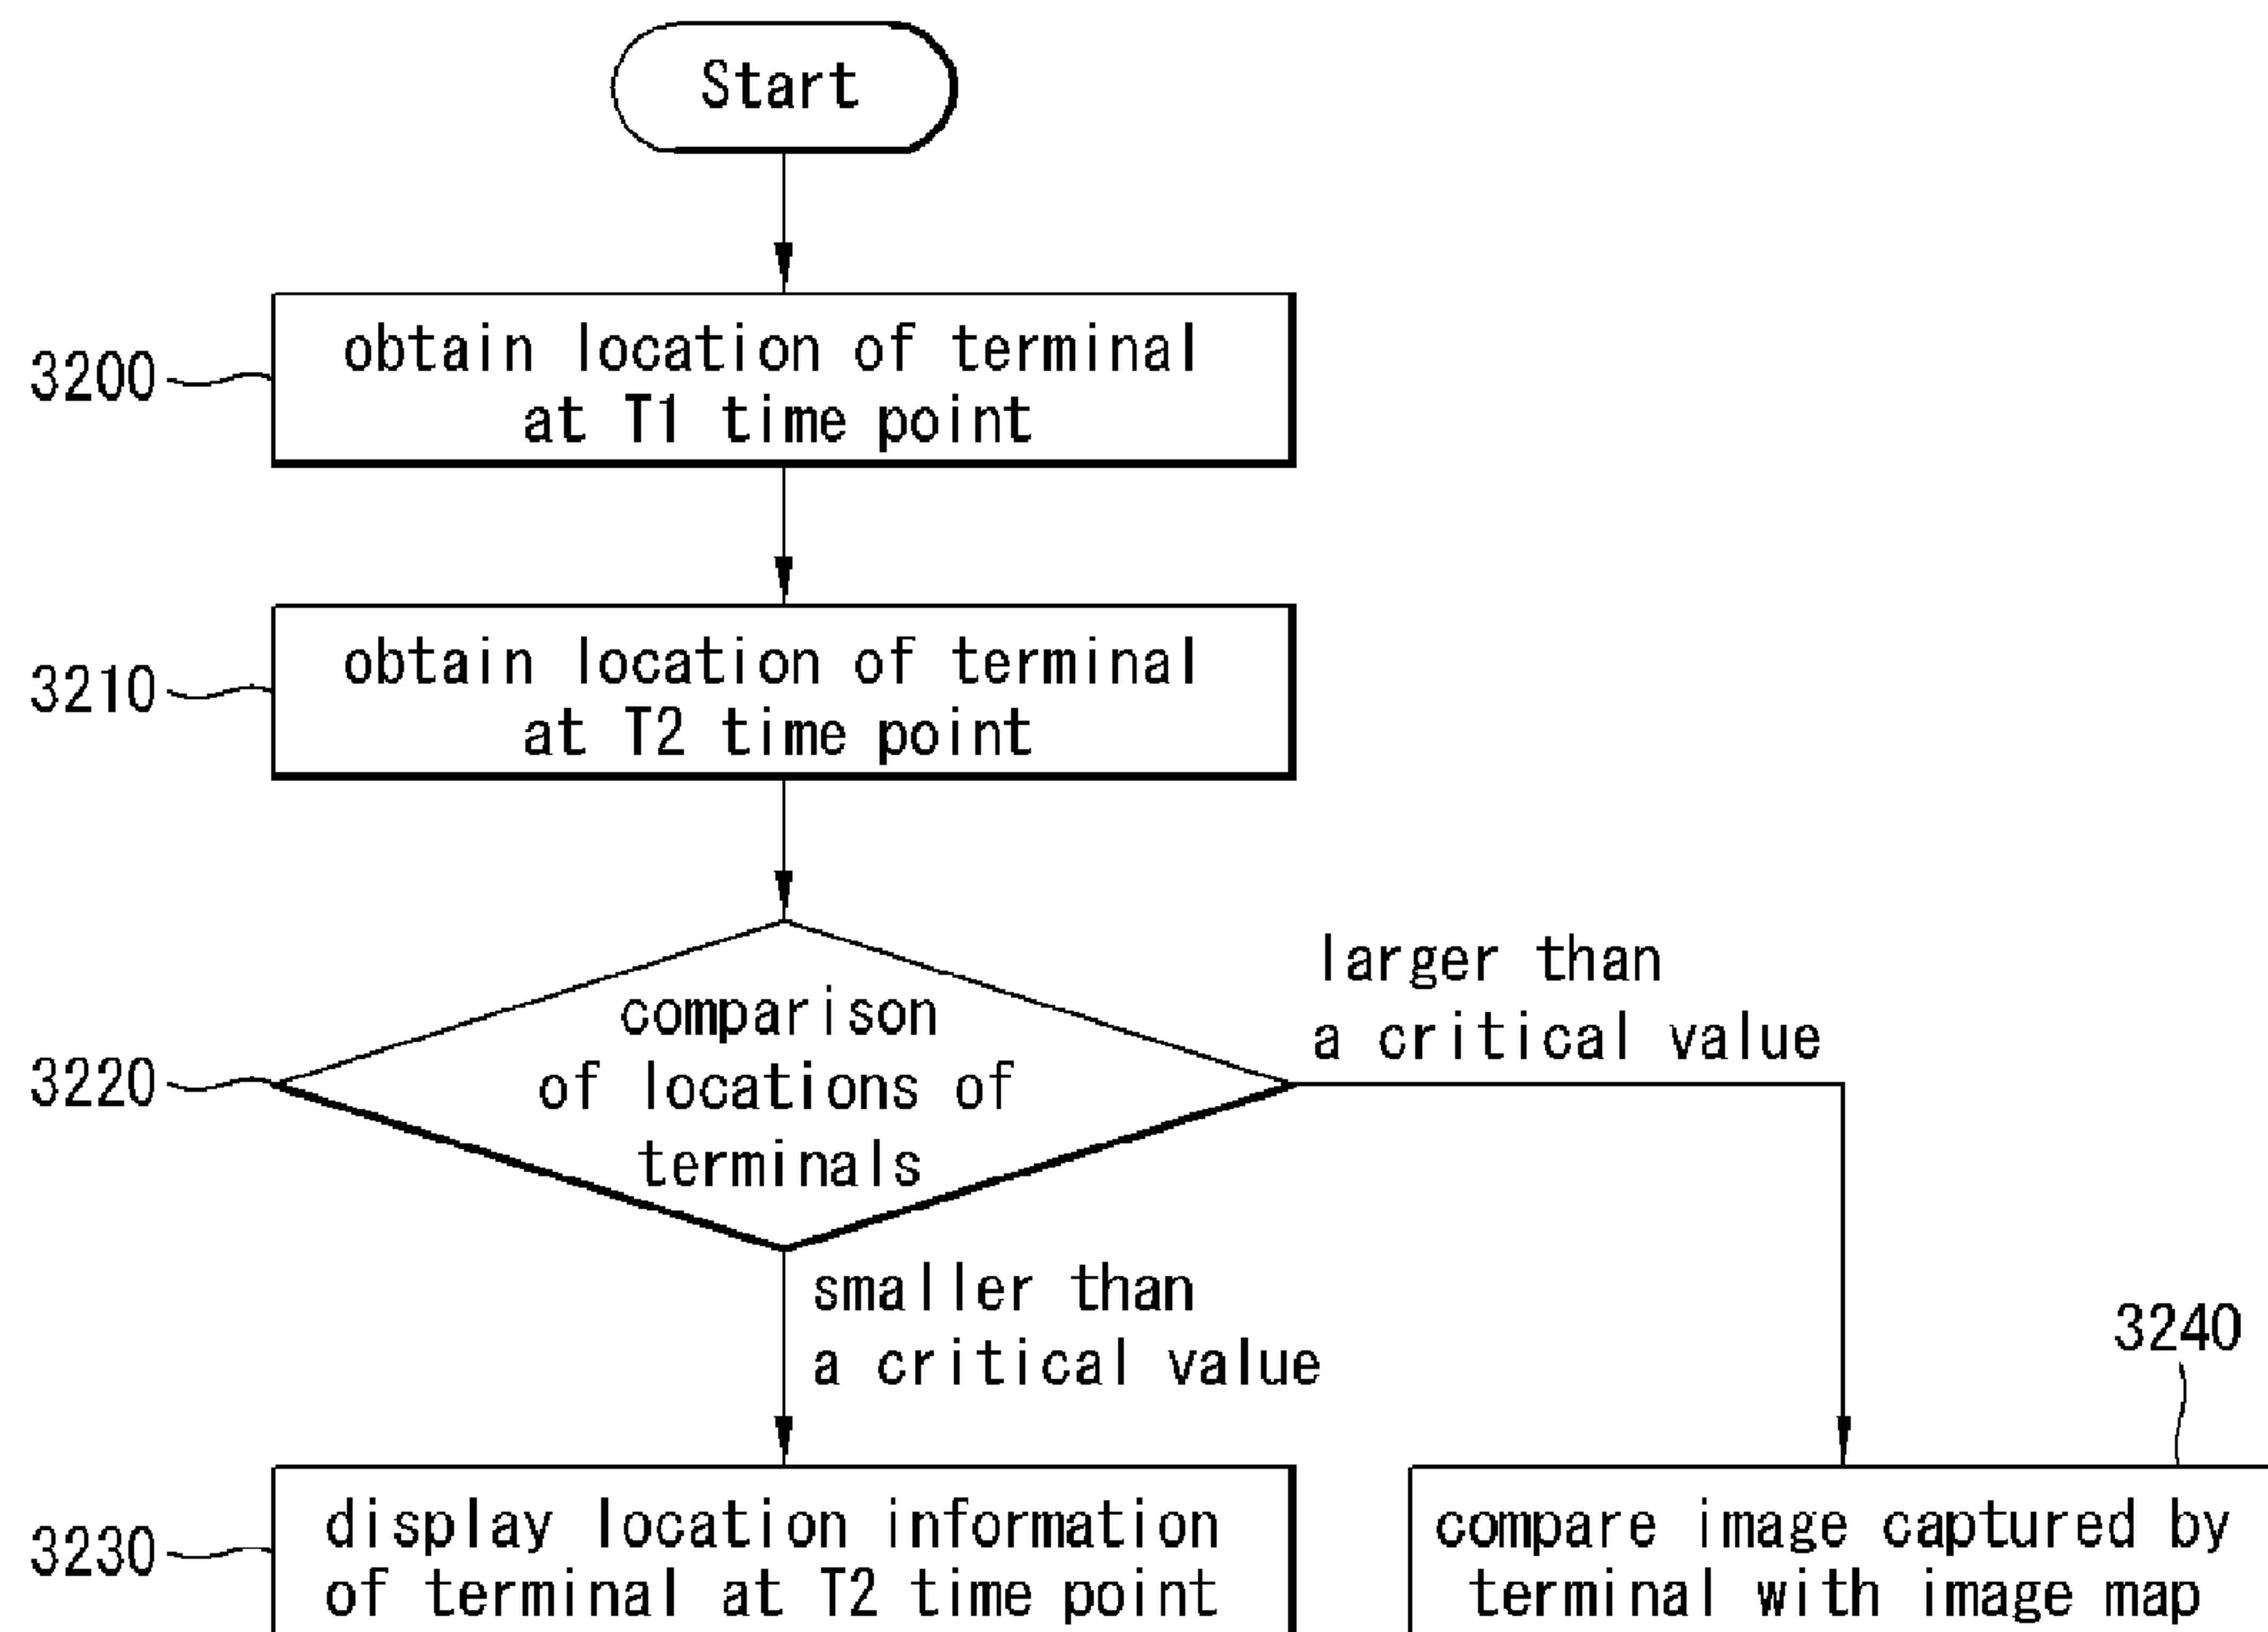 Start
3200
obtain location of terminal
at T1 time point
3210
obtain location of terminal
at T2 time point
3220
comparison
of locations of
terminals
larger than
a critical value
smaller than
a critical value
3230
display location information
of terminal at T2 time point
3240
compare image captured by
terminal with image map